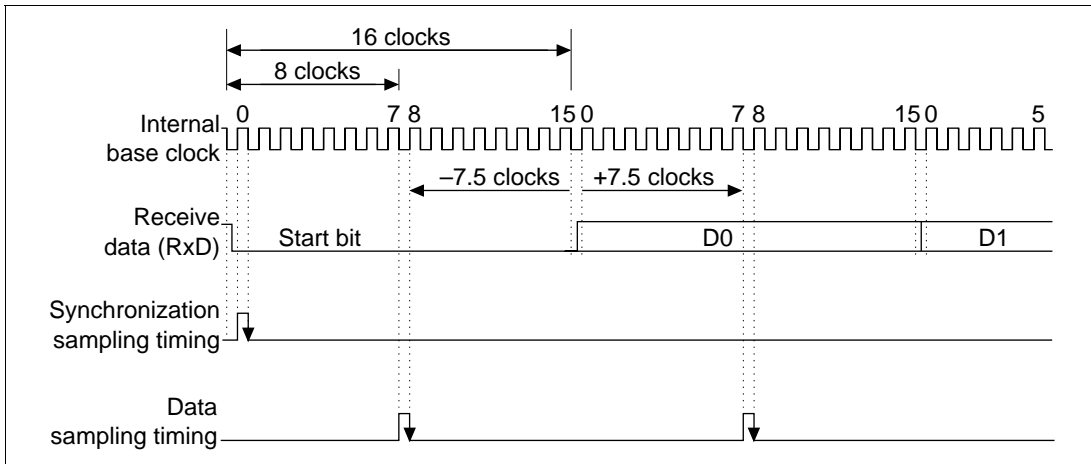 16 clocks
8 clocks
0 7 8 15 0 7 8 15 0 5
Internal
base clock
–7.5 clocks +7.5 clocks
Receive
data (RxD)
Start bit D0 D1
Synchronization
sampling timing
Data
sampling timing